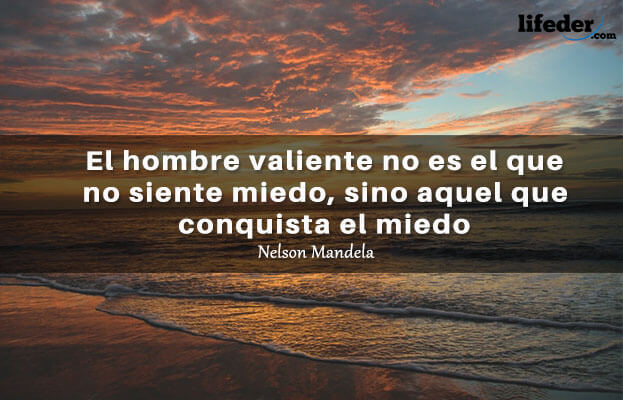 lifeder.com
El hombre valiente no es el que
no siente miedo, sino aquel que
conquista el miedo
Nelson Mandela